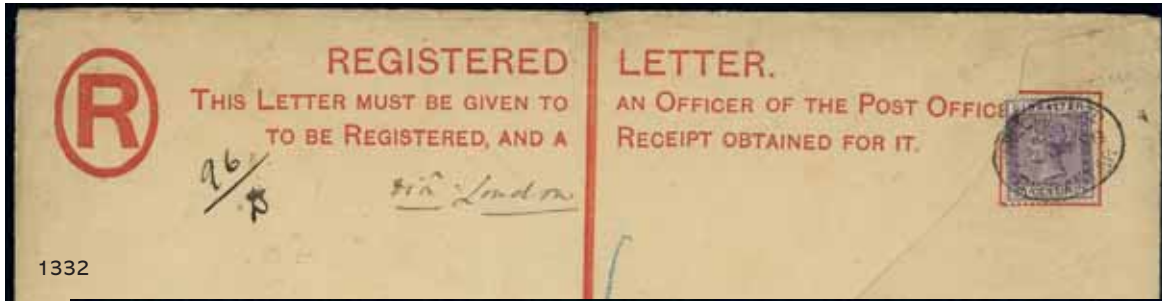 R
REGISTERED LETTER.
THIS LETTER MUST BE GIVEN TO AN OFFICER OF THE POST OFFICE
TO BE REGISTERED, AND A RECEIPT OBTAINED FOR IT.
GIBRALTAR
96
via London
1332